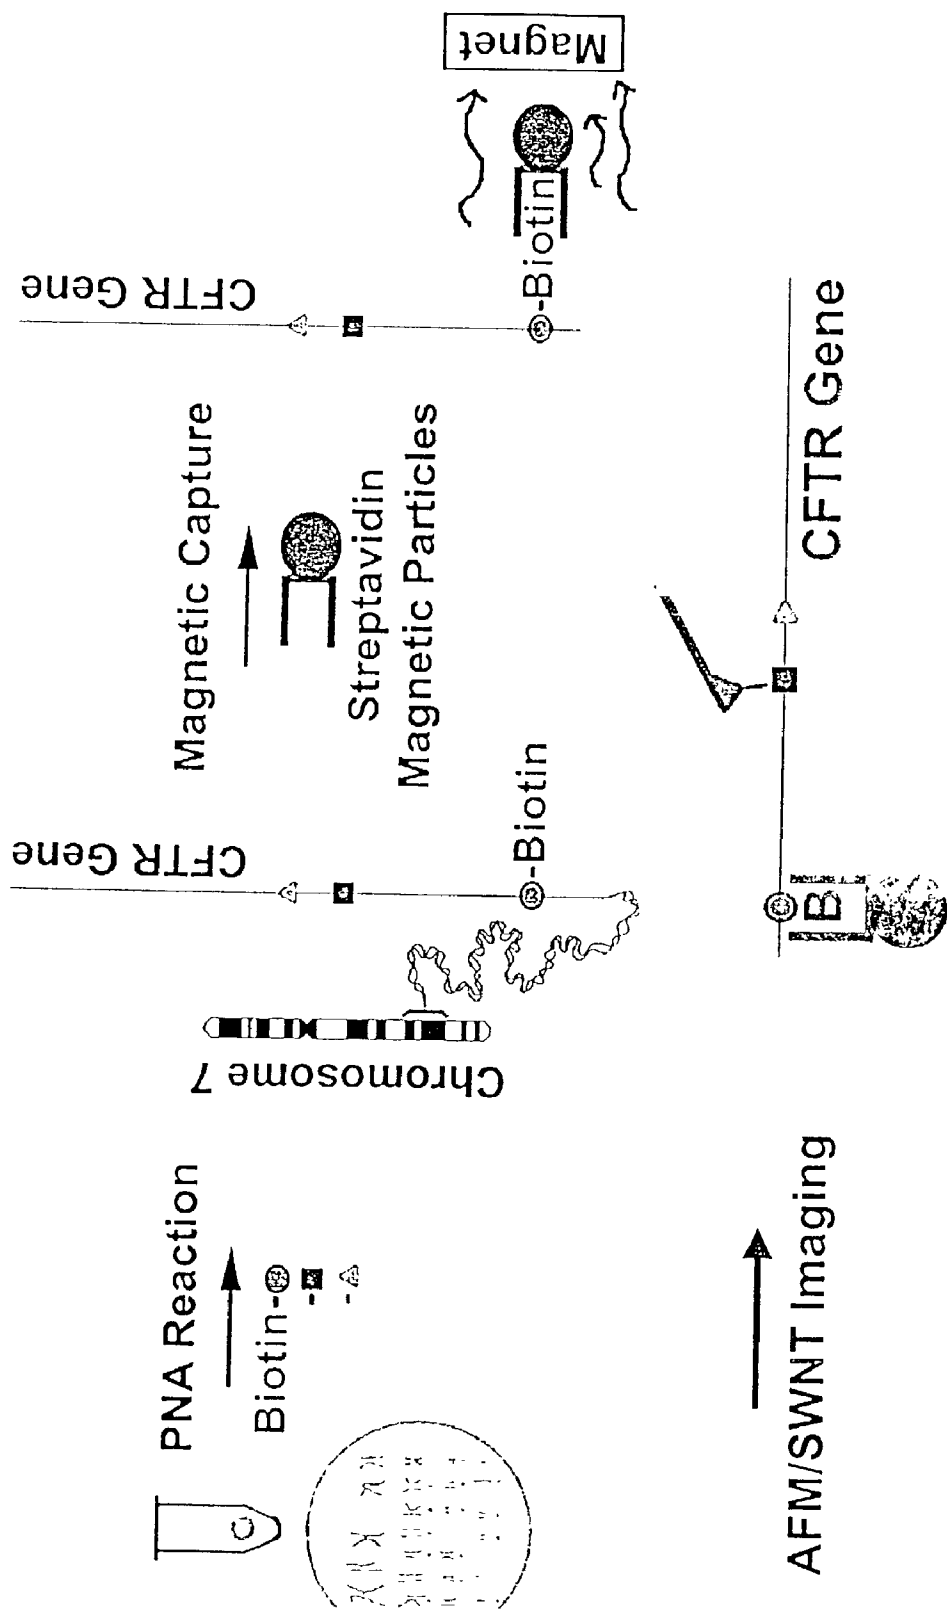 PNA Reaction
Biotin-
Chromosome 7
CFTR Gene
-Biotin
Magnetic Capture
Streptavidin
Magnetic Particles
CFTR Gene
-Biotin
Magnet
AFM/SWNT Imaging
B
CFTR Gene